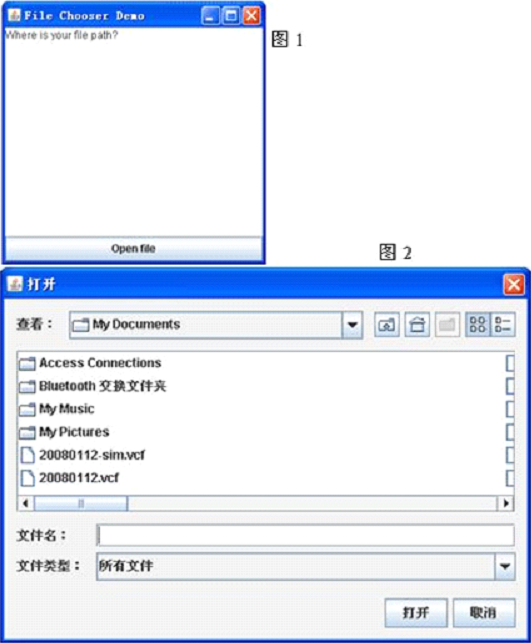 File Chooser Demo
Where is your file path?
图 1
Open file
图 2
打开
查看： My Documents
Access Connections
Bluetooth 交换文件夹
My Music
My Pictures
20080112-sim.vcf
20080112.vcf
文件名：
文件类型： 所有文件
打开 取消